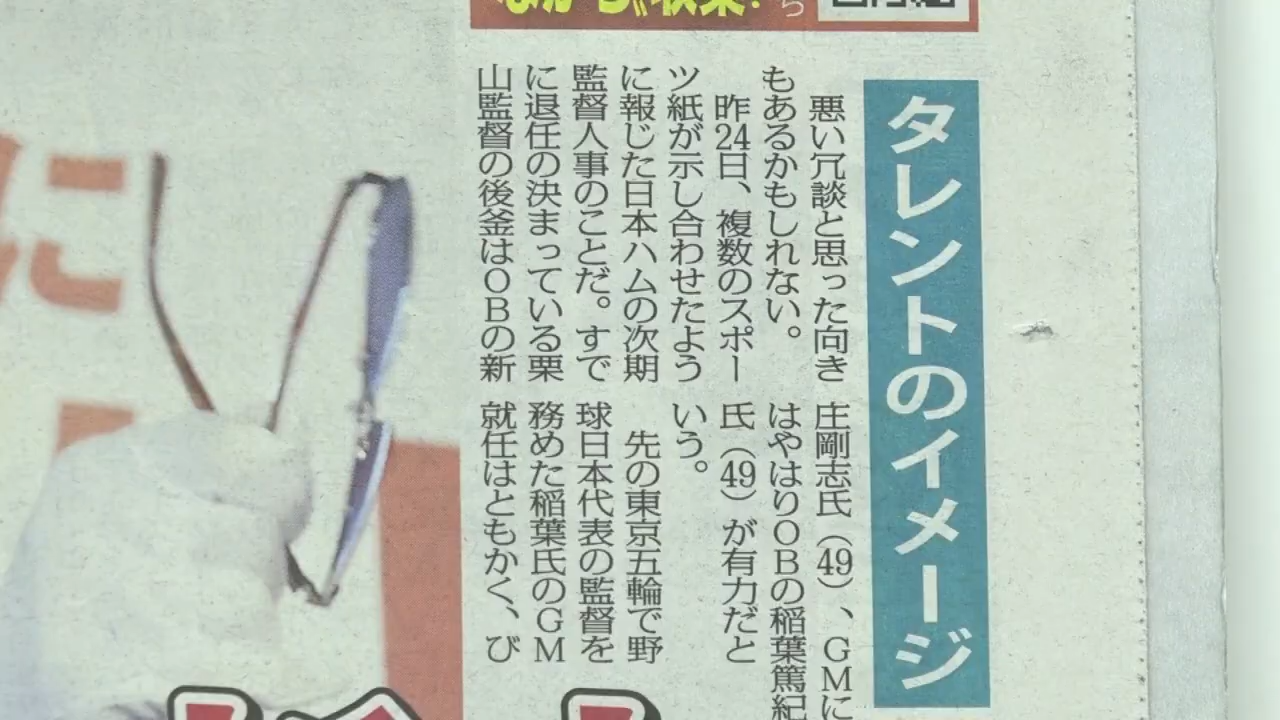 タレントのイメージ
悪い冗談と思った向き
もあるかもしれない。
昨24日、複数のスポー
ツ紙が示し合わせたよう
に報じた日本ハムの次期
監督人事のことだ。すで
に退任の決まっている栗
山監督の後釜はOBの新
庄剛志氏(49)、GMに
はやはりOBの稲葉篤紀
氏(49)が有力だと
いう。
先の東京五輪で野
球日本代表の監督を
務めた稲葉氏のGM
就任はともかく、び
に